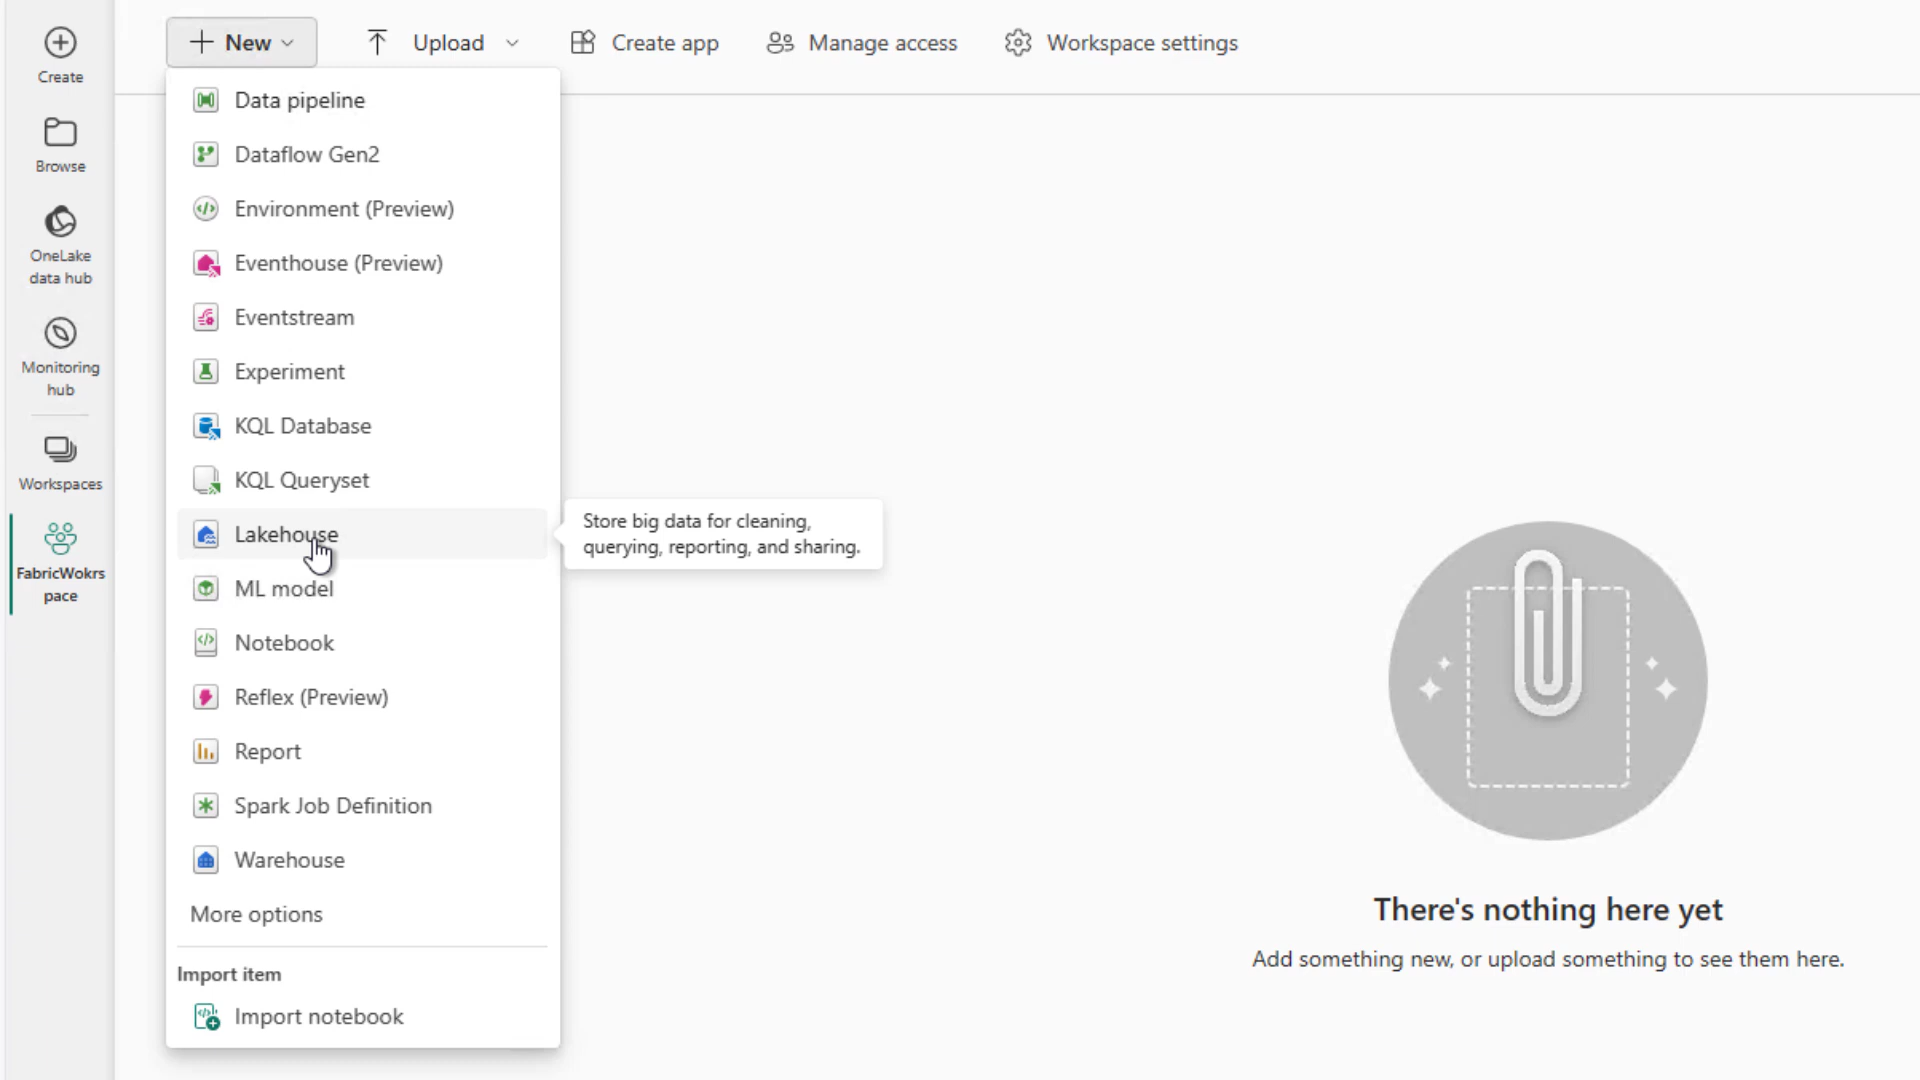 Create
Browse
OneLake
data hub
Monitoring
hub
Workspaces
FabricWokrs
pace
New
Upload
Create app
Manage access
Workspace settings
Data pipeline
Dataflow Gen2
Environment (Preview)
Eventhouse (Preview)
Eventstream
Experiment
KQL Database
KQL Queryset
Lakehouse
Store big data for cleaning,
querying, reporting, and sharing.
ML model
Notebook
Reflex (Preview)
Report
Spark Job Definition
Warehouse
More options
Import item
Import notebook
There's nothing here yet
Add something new, or upload something to see them here.